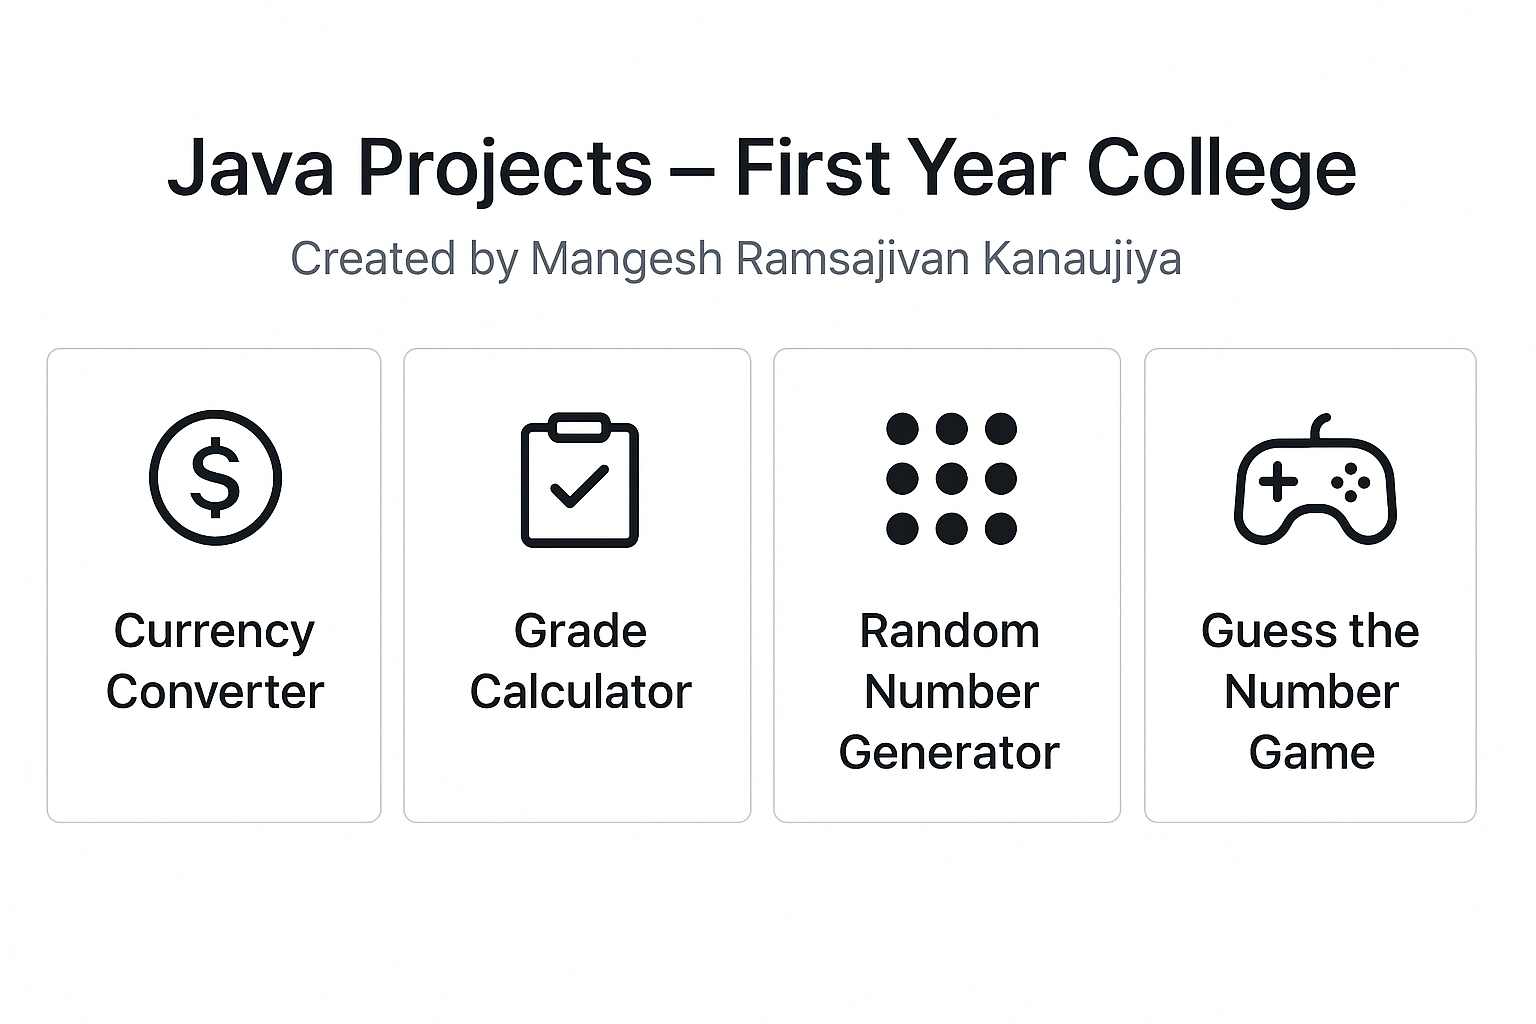 Java Projects – First Year College
Created by Mangesh Ramsajivan Kanaujiya
$
Currency
Converter
Grade
Calculator
Random
Number
Generator
Guess the
Number
Game